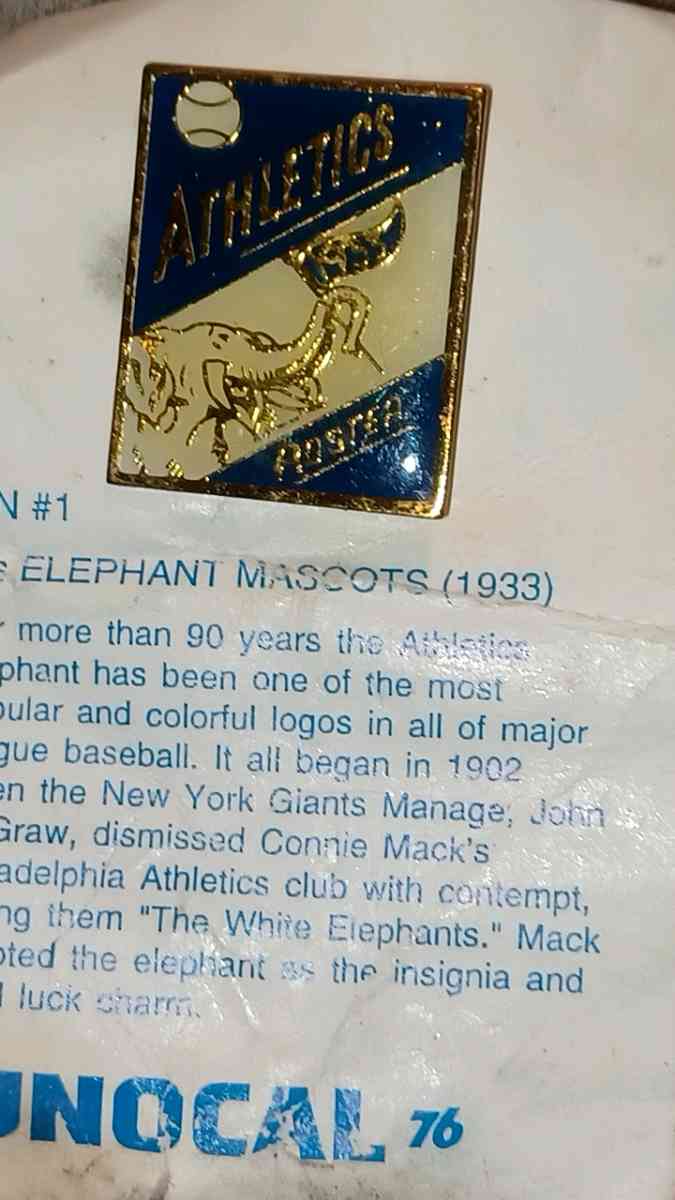 ATHLETICS
1933
ROSTER
N #1
ELEPHANT MASCOTS (1933)
more than 90 years the Athletics
phant has been one of the most
ular and colorful logos in all of major
gue baseball. It all began in 1902
en the New York Giants Manage; John
Graw, dismissed Connie Mack's
adelphia Athletics club with contempt,
ng them "The White Elephants." Mack
oted the elephant as the insignia and
luck charm.
UNOCAL 76